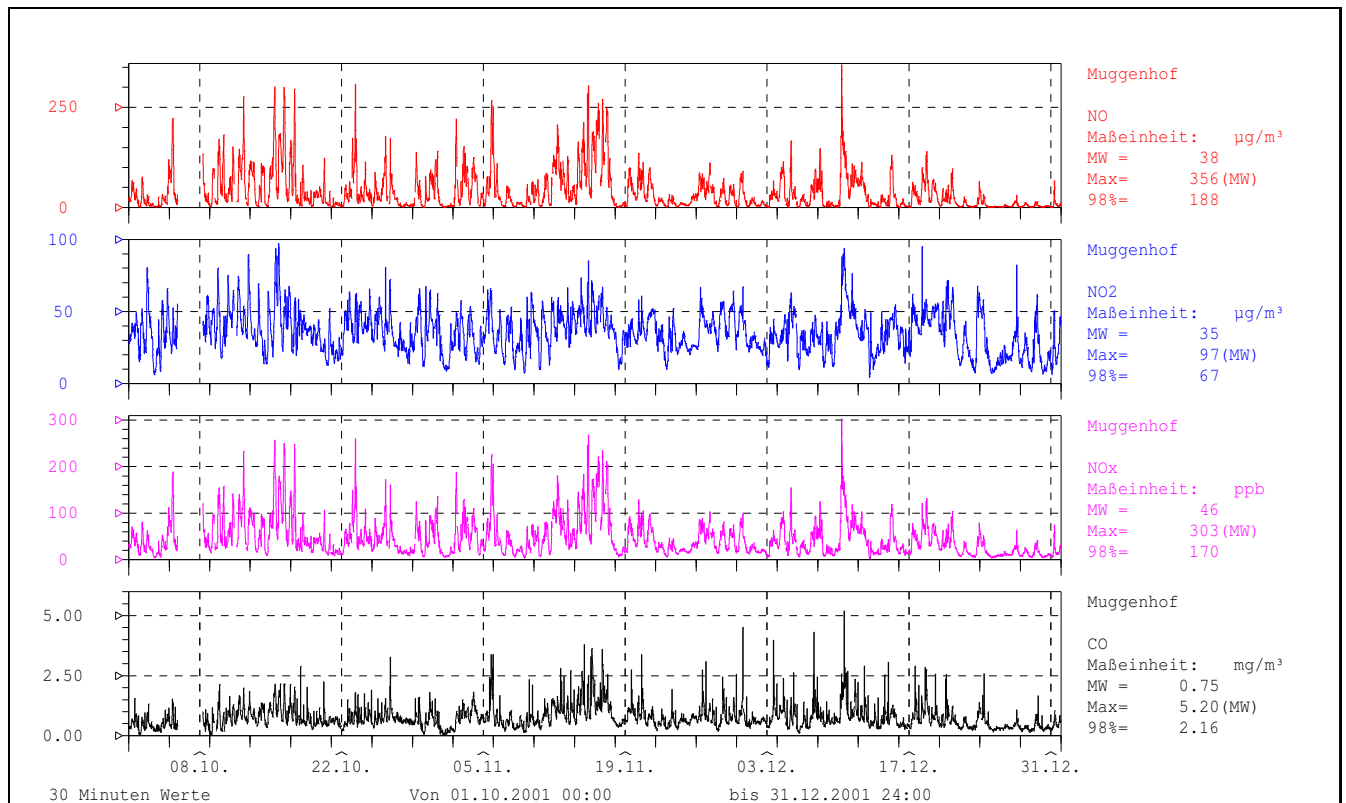 Muggenhof
250
NO
Maßeinheit: µg/m³
MW = 38
Max= 356(MW)
0
98%= 188
100
Muggenhof
NO2
50
Maßeinheit: µg/m³
MW = 35
Max= 97(MW)
0
98%= 67
300
Muggenhof
200
NOx
Maßeinheit: ppb
100
MW = 46
Max= 303(MW)
0
98%= 170
Muggenhof
5.00
CO
Maßeinheit: mg/m³
2.50
MW = 0.75
Max= 5.20(MW)
0.00
98%= 2.16
08.10. 22.10. 05.11. 19.11. 03.12. 17.12. 31.12.
30 Minuten Werte Von 01.10.2001 00:00 bis 31.12.2001 24:00